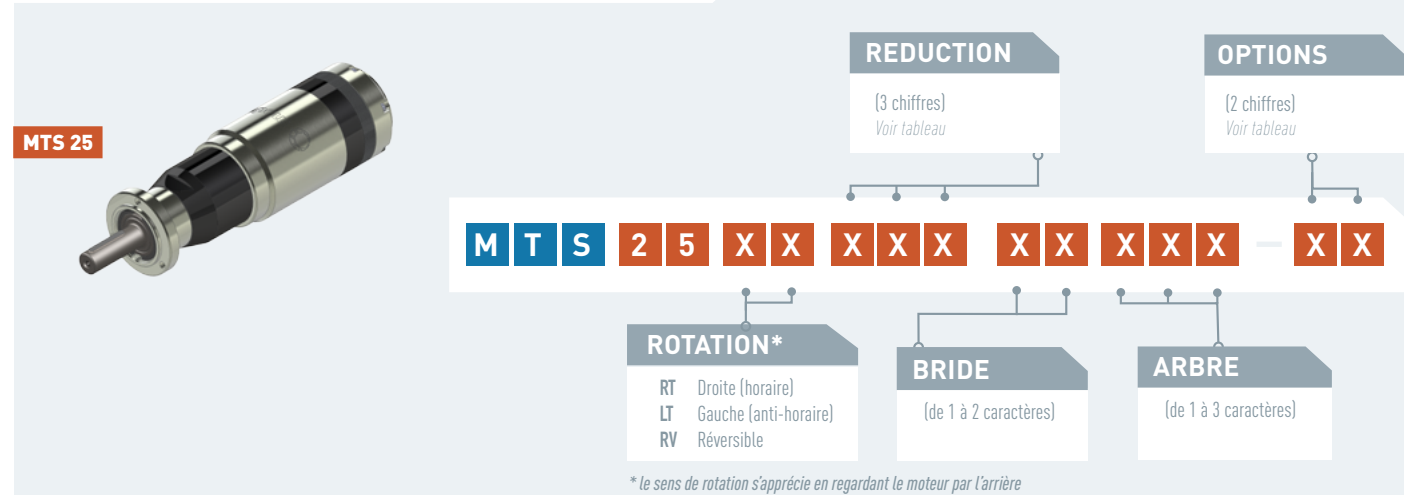 REDUCTION
(3 chiffres)
Voir tableau
OPTIONS
(2 chiffres)
Voir tableau
MTS 25
M T S 2 5 X X X X X X X X X X – X X
ROTATION*
RT Droite (horaire)
LT Gauche (anti-horaire)
RV Réversible
BRIDE
(de 1 à 2 caractères)
ARBRE
(de 1 à 3 caractères)
* le sens de rotation s'apprécie en regardant le moteur par l'arrière